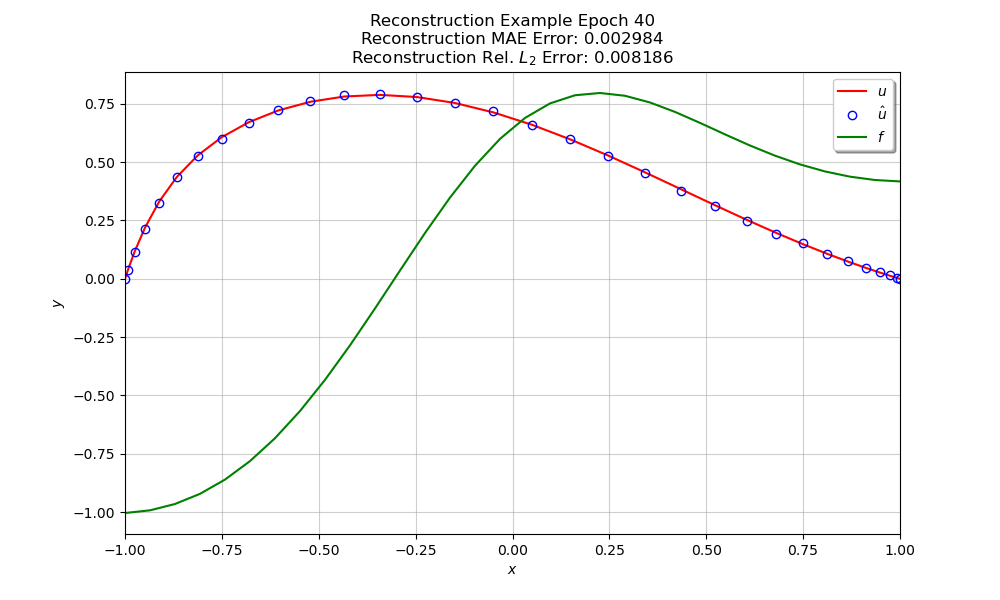 Reconstruction Example Epoch 40
Reconstruction MAE Error: 0.002984
Reconstruction Rel. L₂ Error: 0.008186
u
û
f
0.75
0.50
0.25
0.00
−0.25
−0.50
−0.75
−1.00
y
−1.00 −0.75 −0.50 −0.25 0.00 0.25 0.50 0.75 1.00
x